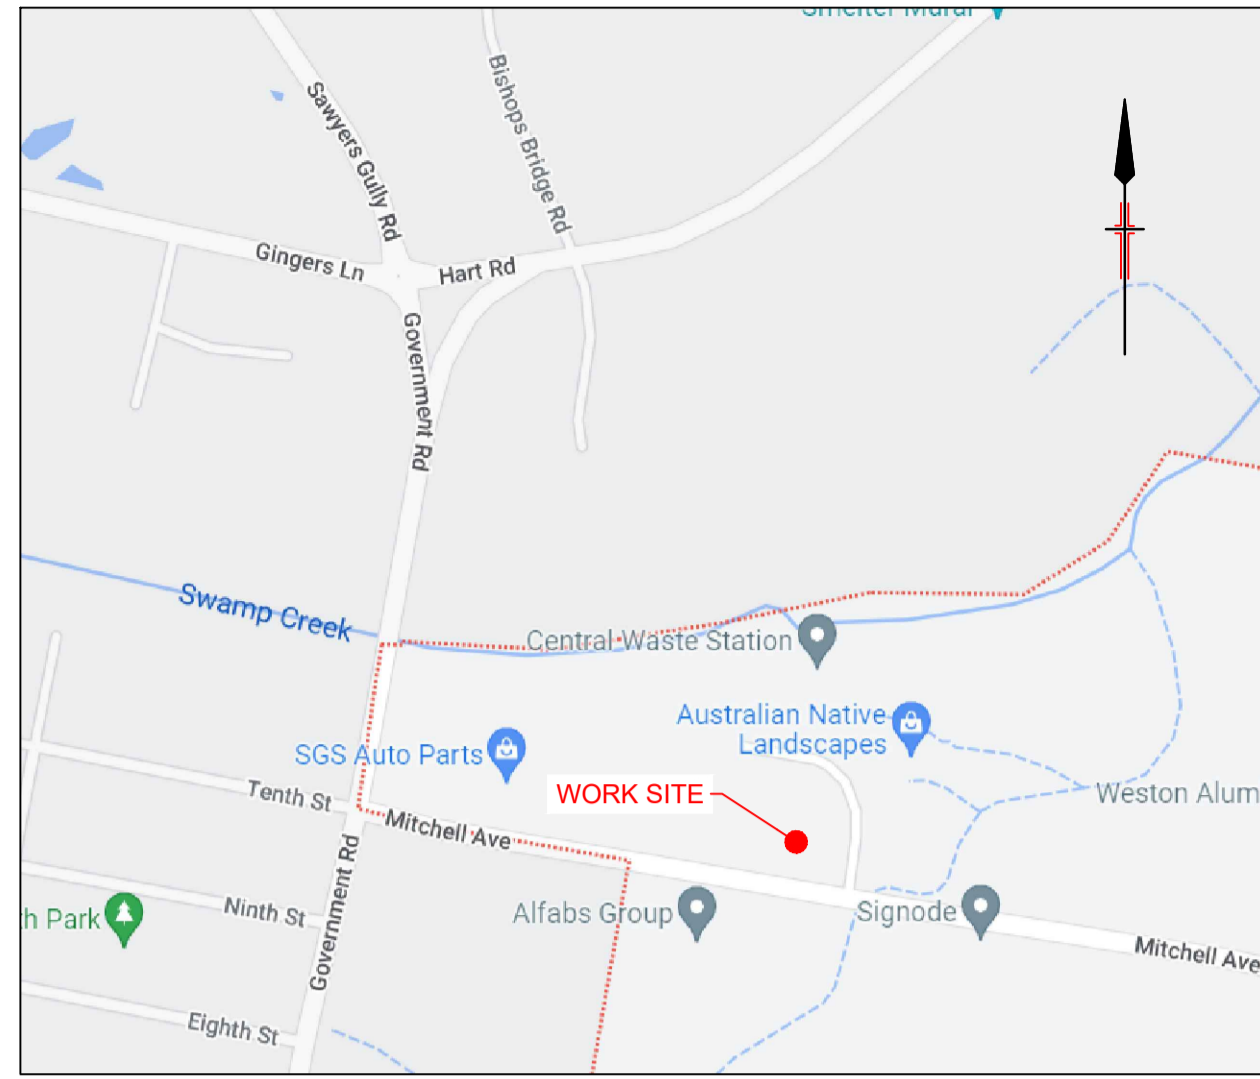 Smelter Mural
Sawyers Gully Rd
Bishops Bridge Rd
Gingers Ln
Hart Rd
Government Rd
Swamp Creek
Central Waste Station
Australian Native
Landscapes
SGS Auto Parts
WORK SITE
Weston Alum
Tenth St
Mitchell Ave
Ninth St
Government Rd
h Park
Alfabs Group
Signode
Mitchell Ave
Eighth St